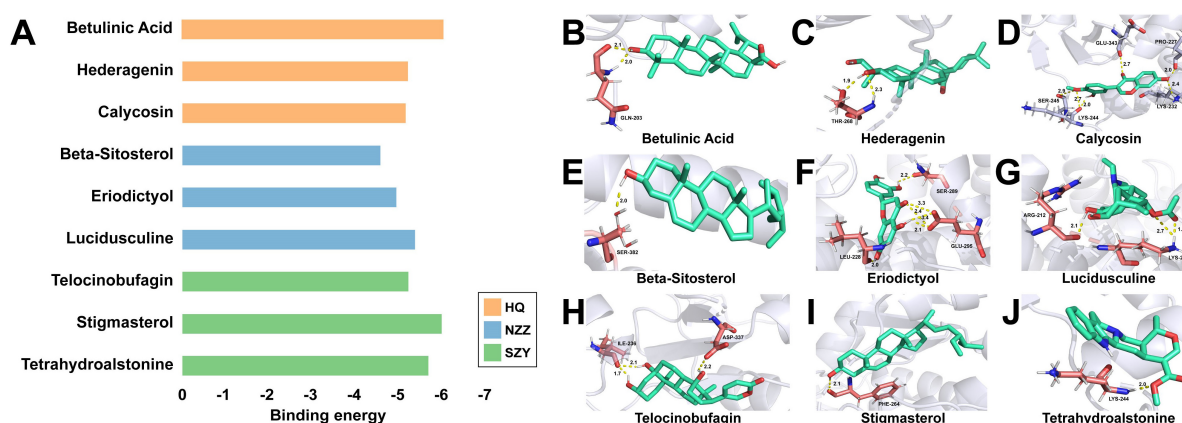 A
Betulinic Acid
Hederagenin
Calycosin
Beta-Sitosterol
Eriodictyol
Lucidusculine
Telocinobufagin
Stigmasterol
Tetrahydroalstonine
0 -1 -2 -3 -4 -5 -6 -7
Binding energy
HQ
NZZ
SZY
B
2.1
2.0
GLN-203
Betulinic Acid
C
1.9
2.3
THR-268
Hederagenin
D
GLU-343
PRO-227
2.7
2.0
2.4
SER-245
2.7
LYS-232
LYS-244
Calycosin
E
2.0
SER-382
Beta-Sitosterol
F
2.2
SER-289
3.3
2.4
2.1
GLU-295
LEU-228
2.0
Eriodictyol
G
ARG-212
2.1
2.7
Lucidusculine
H
ILE-236
ASP-337
2.1
1.7
2.2
Telocinobufagin
I
2.1
PHE-264
Stigmasterol
J
2.0
LYS-244
Tetrahydroalstonine